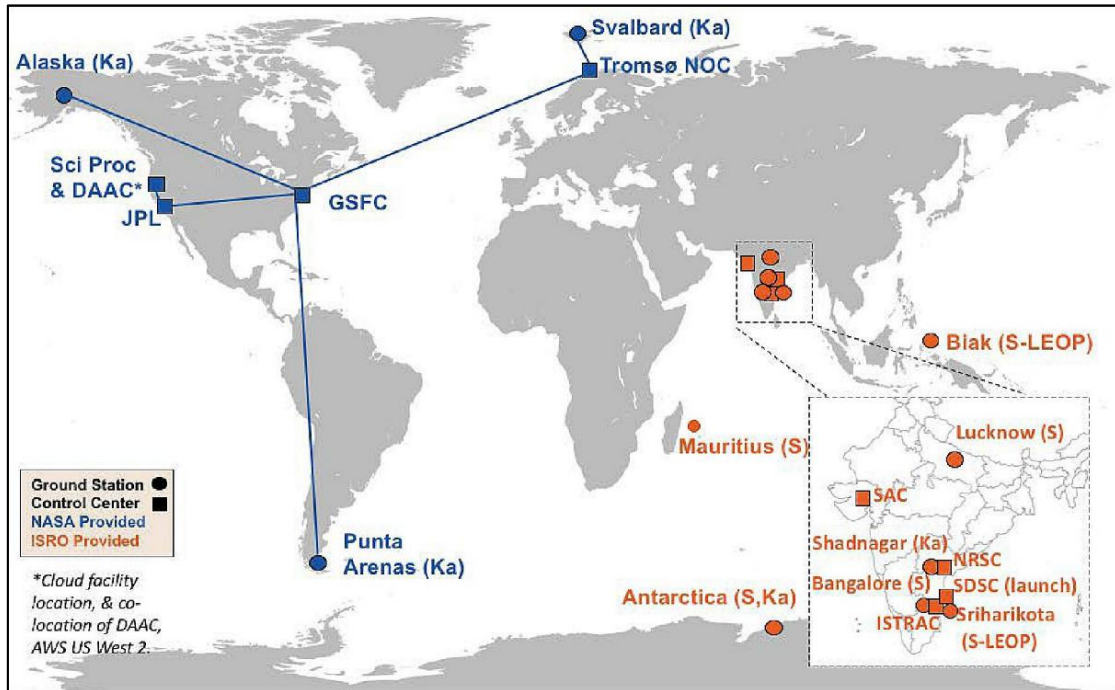 Svalbard (Ka)
Tromsø NOC
Alaska (Ka)
Sci Proc
& DAAC*
JPL
GSFC
Biak (S-LEOP)
Mauritius (S)
Punta
Arenas (Ka)
Antarctica (S,Ka)
Ground Station
Control Center
NASA Provided
ISRO Provided
*Cloud facility
location, & co-
location of DAAC,
AWS US West 2.
Lucknow (S)
SAC
Shadnagar (Ka)
NRSC
Bangalore (S)
SDSC (launch)
ISTRAC
Sriharikota
(S-LEOP)